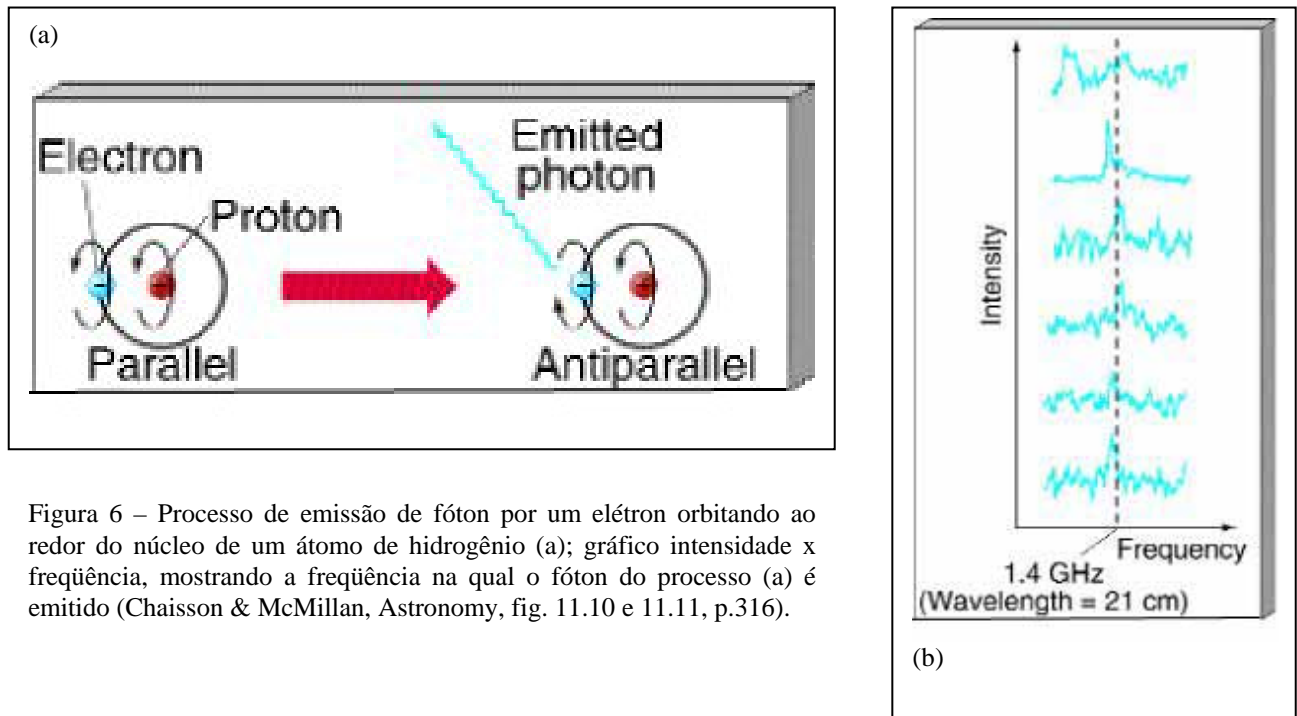 (a)
Electron
Proton
Parallel
Emitted
photon
Antiparallel
Figura 6 – Processo de emissão de fóton por um elétron orbitando ao
redor do núcleo de um átomo de hidrogênio (a); gráfico intensidade x
freqüência, mostrando a freqüência na qual o fóton do processo (a) é
emitido (Chaisson & McMillan, Astronomy, fig. 11.10 e 11.11, p.316).
Intensity
Frequency
1.4 GHz
(Wavelength = 21 cm)
(b)